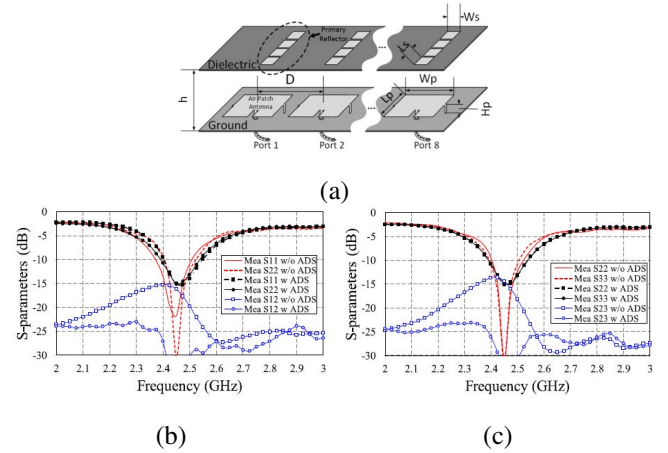 Ws
Primary
Reflector
Dielectric
Ls
...
D
Wp
h
Air Patch
Antenna
Lp
Hp
Ground
...
Port 1
Port 2
Port 8
(a)
S-parameters (dB)
0
-5
-10
-15
-20
-25
-30
Mea S11 w/o ADS
Mea S22 w/o ADS
Mea S11 w ADS
Mea S22 w ADS
Mea S12 w/o ADS
Mea S12 w ADS
2 2.1 2.2 2.3 2.4 2.5 2.6 2.7 2.8 2.9 3
Frequency (GHz)
(b)
S-parameters (dB)
0
-5
-10
-15
-20
-25
-30
Mea S22 w/o ADS
Mea S33 w/o ADS
Mea S22 w ADS
Mea S33 w ADS
Mea S23 w/o ADS
Mea S23 w ADS
2 2.1 2.2 2.3 2.4 2.5 2.6 2.7 2.8 2.9 3
Frequency (GHz)
(c)